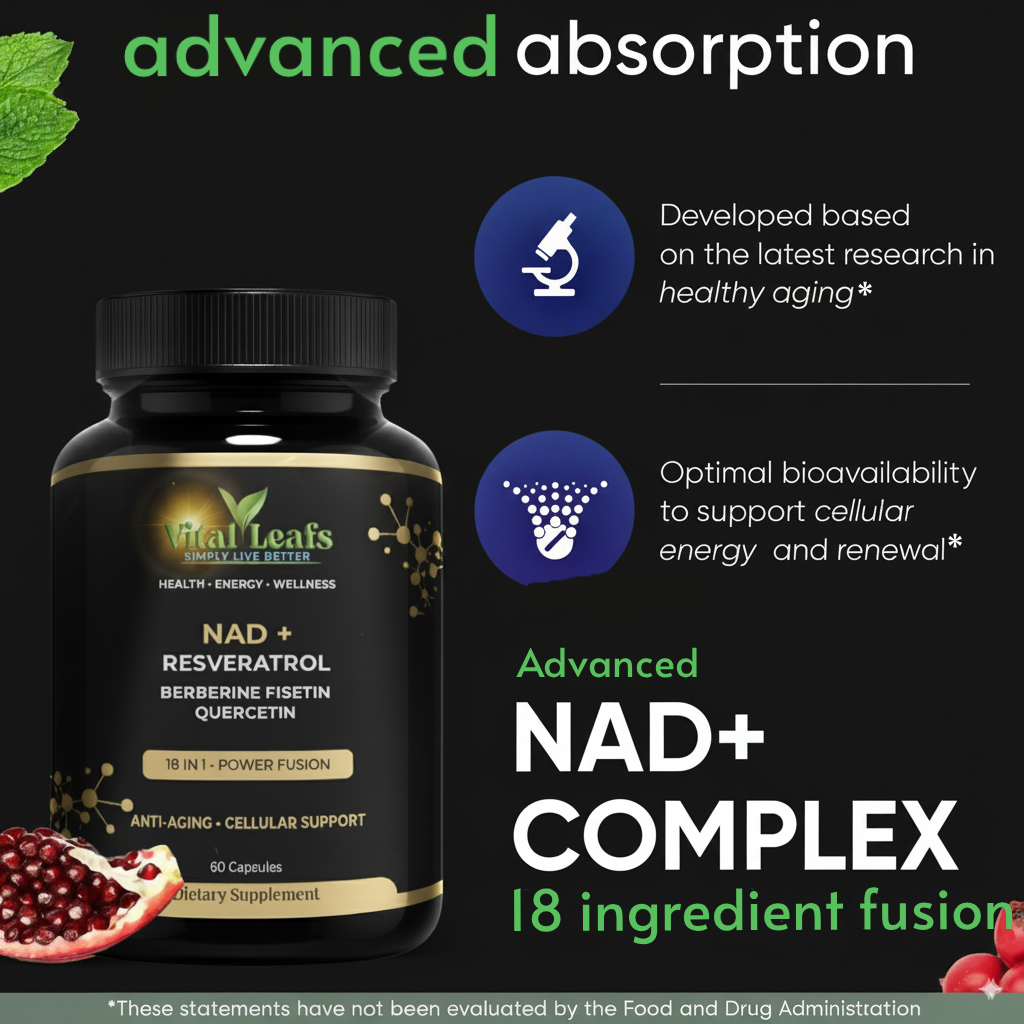 advanced absorption
Developed based
on the latest research in
healthy aging*
Optimal bioavailability
to support cellular
energy and renewal*
Vital Leafs
SIMPLY LIVE BETTER
HEALTH • ENERGY • WELLNESS
NAD +
RESVERATROL
BERBERINE FISETIN
QUERCETIN
18 IN 1 - POWER FUSION
ANTI-AGING • CELLULAR SUPPORT
60 Capsules
Dietary Supplement
Advanced
NAD+
COMPLEX
18 ingredient fusion
*These statements have not been evaluated by the Food and Drug Administration